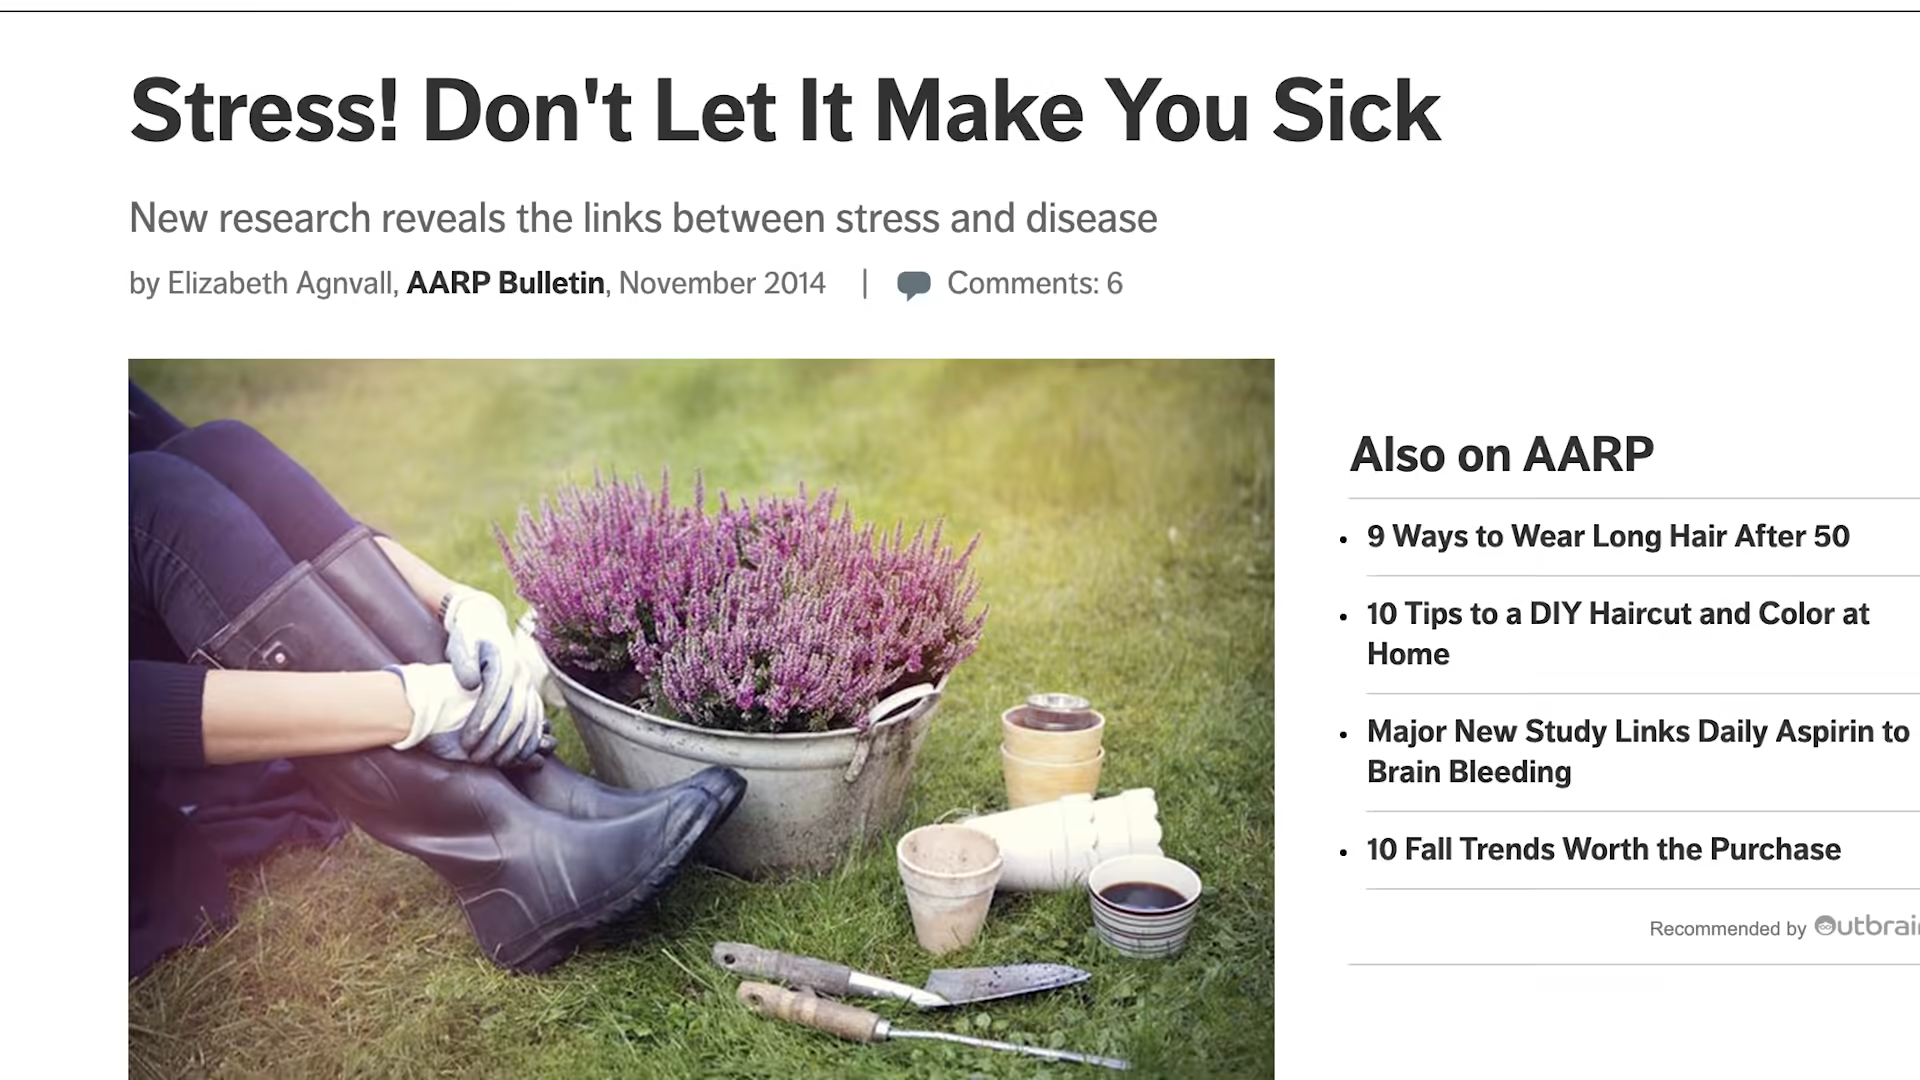 Stress! Don't Let It Make You Sick
New research reveals the links between stress and disease
by Elizabeth Agnvall, AARP Bulletin, November 2014 | Comments: 6
Also on AARP
• 9 Ways to Wear Long Hair After 50
• 10 Tips to a DIY Haircut and Color at
Home
• Major New Study Links Daily Aspirin to
Brain Bleeding
• 10 Fall Trends Worth the Purchase
Recommended by Outbrain